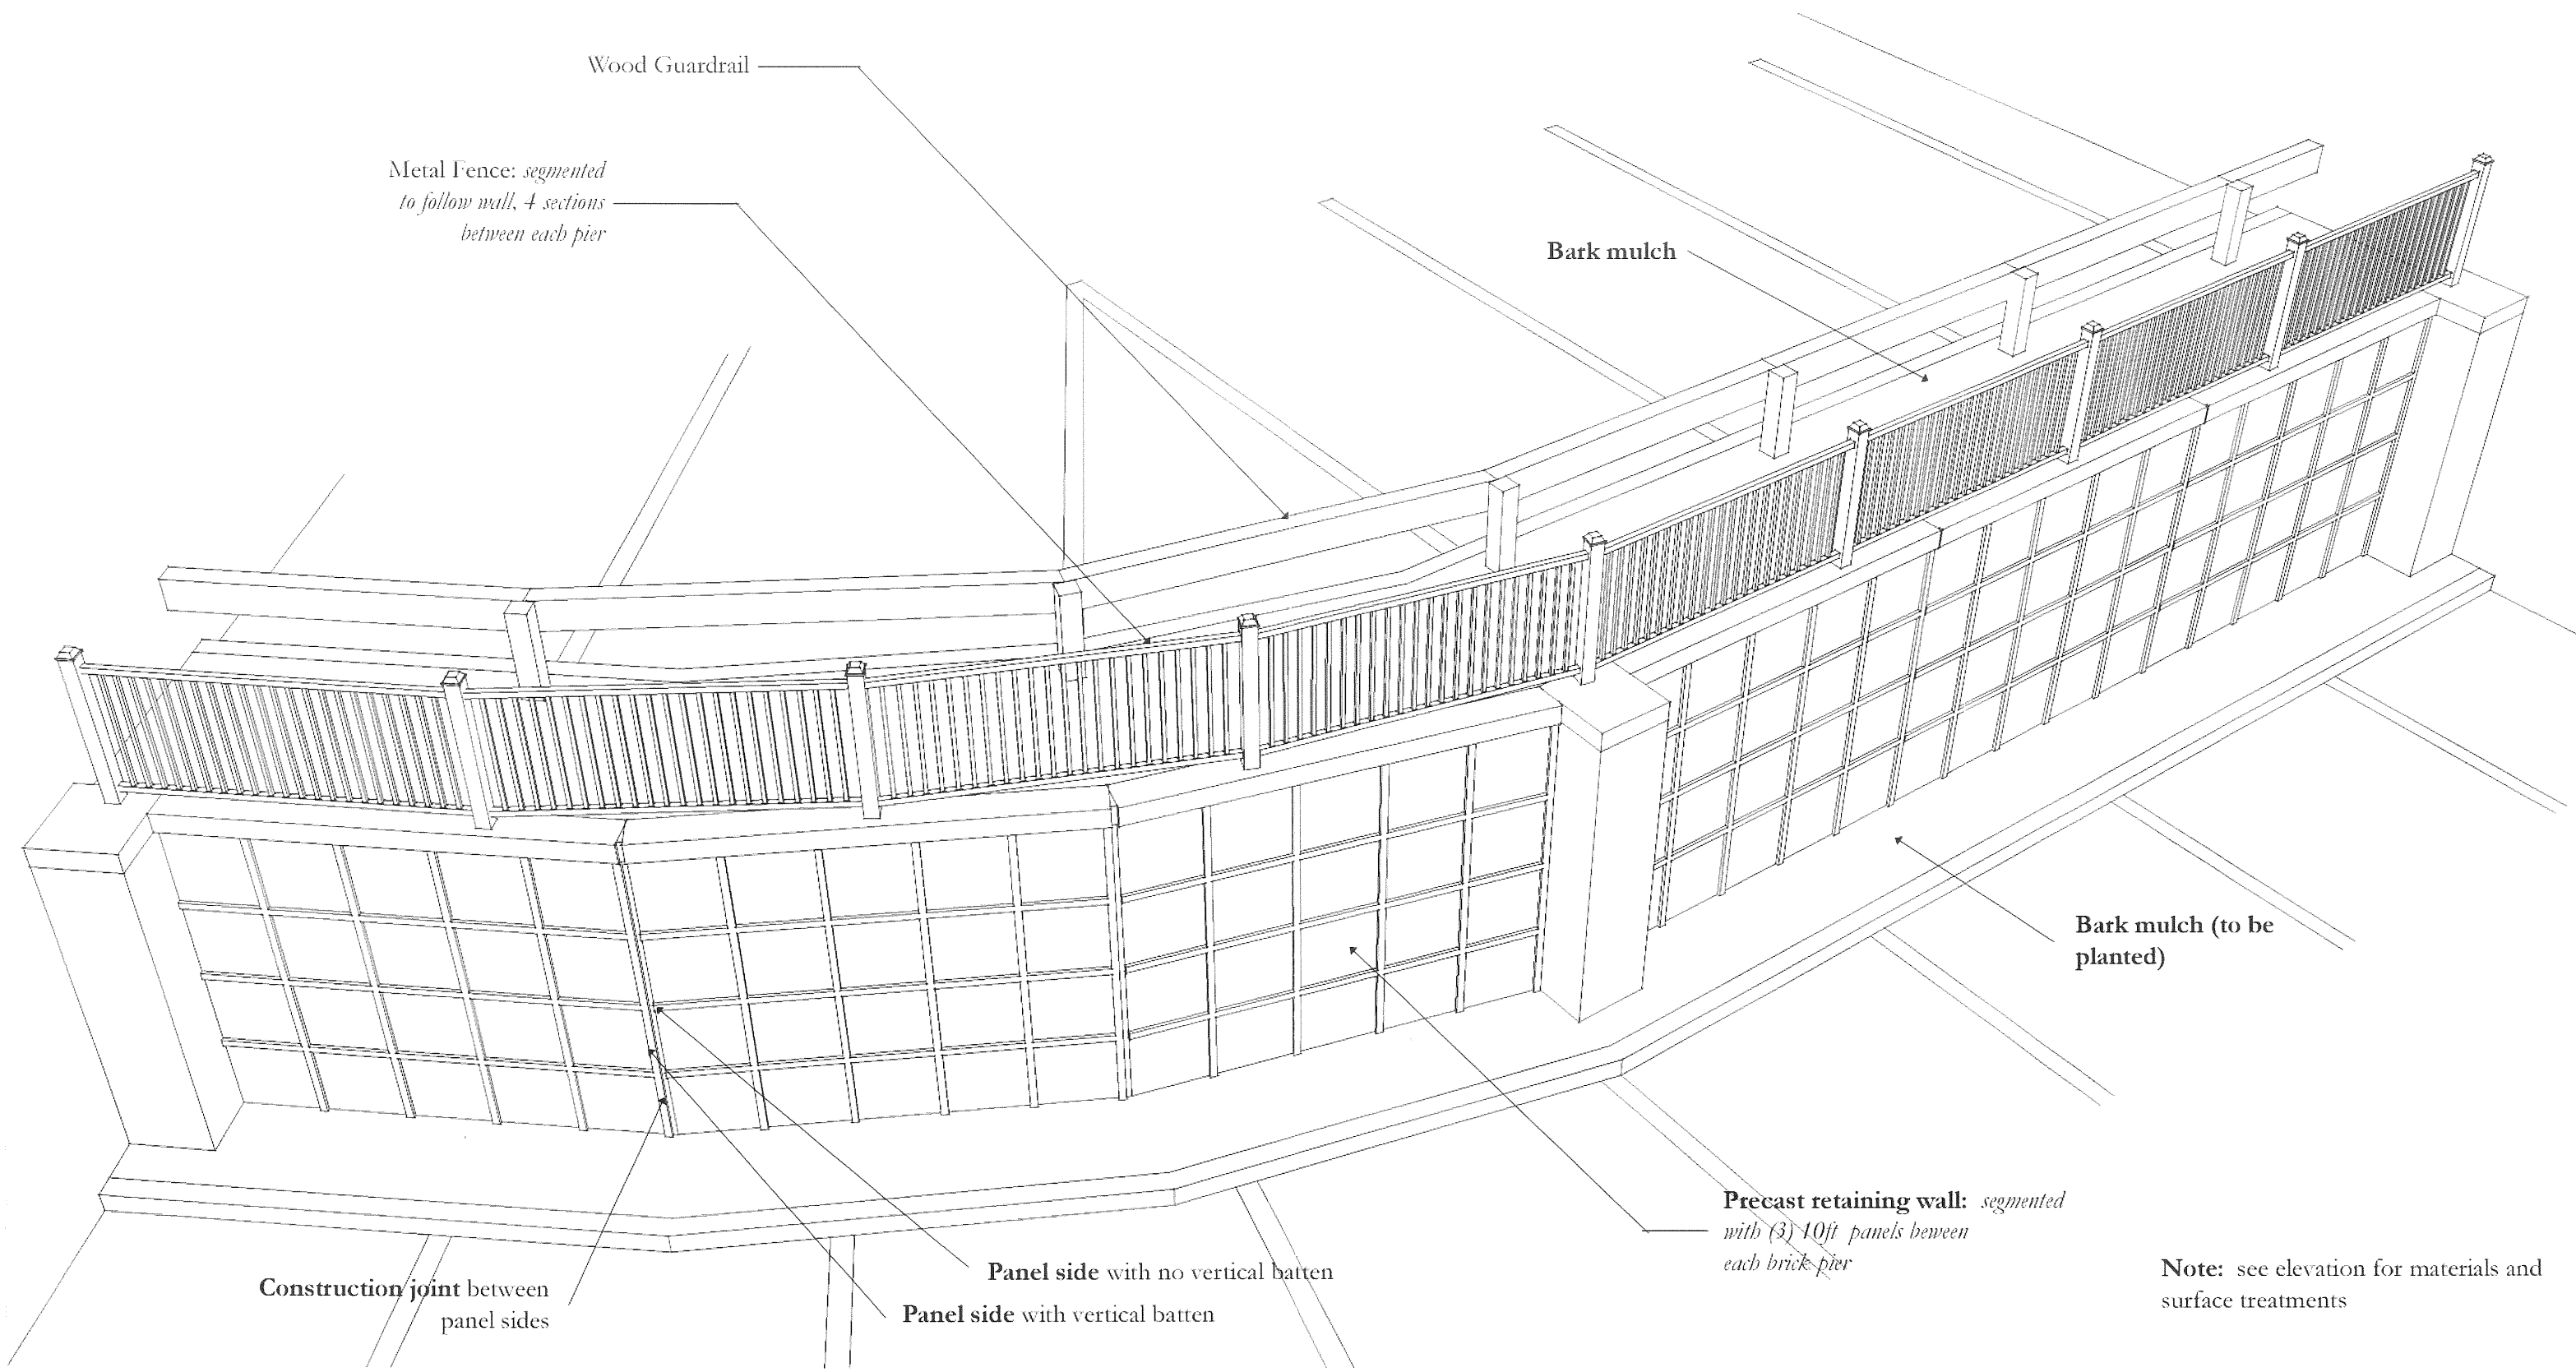 Wood Guardrail
Metal Fence: segmented
to follow wall, 4 sections
between each pier
Bark mulch
Bark mulch (to be
planted)
Precast retaining wall: segmented
with (3) 10ft panels beween
each brick pier
Panel side with no vertical batten
Panel side with vertical batten
Construction joint between
panel sides
Note: see elevation for materials and
surface treatments